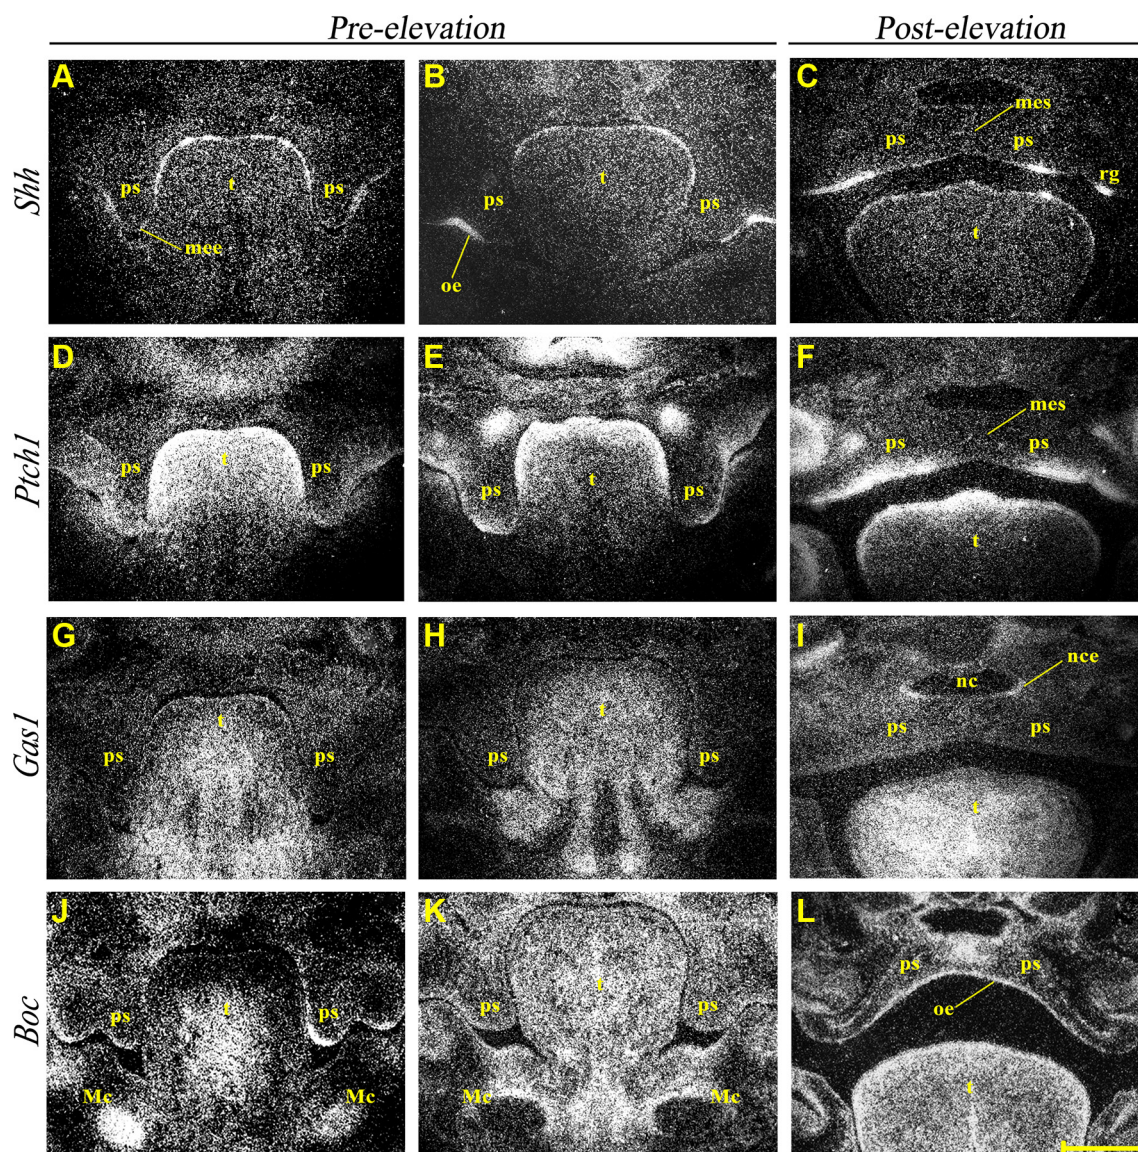 Pre-elevation Post-elevation
Shh
A
ps t ps
mee
B
t
ps ps
oe
C
mes
ps ps
rg
t
Ptch1
D
ps t ps
E
ps t ps
F
mes
ps ps
t
Gas1
G
t
ps ps
H
t
ps ps
I
nce
nc
ps ps
t
Boc
J
t
ps ps
Mc Mc
K
t
ps ps
Mc Mc
L
ps ps
oe
t